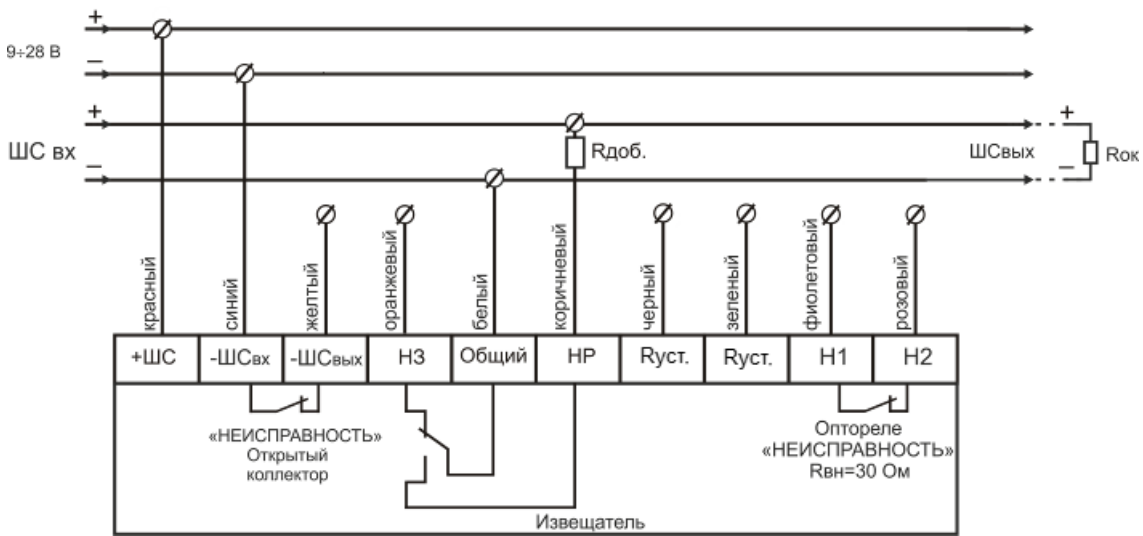 +
9÷28 В
−
+
ШС вх
−
Rдоб.
ШСвых
+
−
Rок
красный
синий
желтый
оранжевый
белый
коричневый
черный
зеленый
фиолетовый
розовый
+ШС
-ШСвх
-ШСвых
НЗ
Общий
НР
Rуст.
Rуст.
Н1
Н2
«НЕИСПРАВНОСТЬ»
Открытый
коллектор
Оптореле
«НЕИСПРАВНОСТЬ»
Rвн=30 Ом
Извещатель